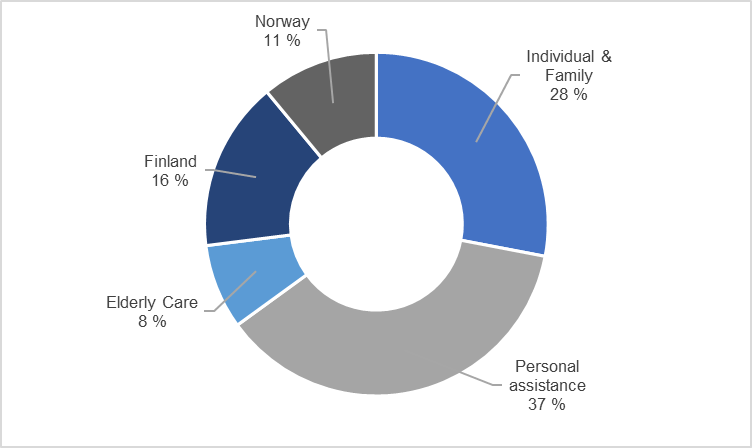 Norway
11 %
Individual &
Family
28 %
Finland
16 %
Elderly Care
8 %
Personal
assistance
37 %